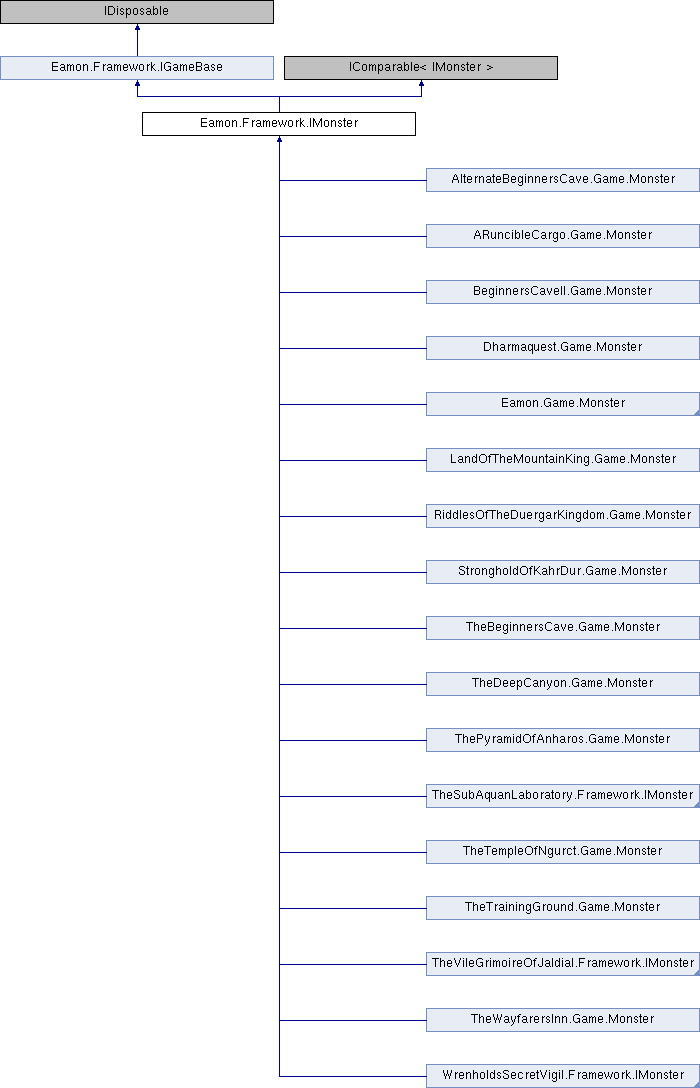 IDisposable
Eamon.Framework.IGameBase
IComparable< IMonster >
Eamon.Framework.IMonster
AlternateBeginnersCave.Game.Monster
ARuncibleCargo.Game.Monster
BeginnersCaveII.Game.Monster
Dharmaquest.Game.Monster
Eamon.Game.Monster
LandOfTheMountainKing.Game.Monster
RiddlesOfTheDuergarKingdom.Game.Monster
StrongholdOfKahrDur.Game.Monster
TheBeginnersCave.Game.Monster
TheDeepCanyon.Game.Monster
ThePyramidOfAnharos.Game.Monster
TheSubAquanLaboratory.Framework.IMonster
TheTempleOfNgurct.Game.Monster
TheTrainingGround.Game.Monster
TheVileGrimoireOfJaldial.Framework.IMonster
TheWayfarersInn.Game.Monster
WrenholdsSecretVigil.Framework.IMonster